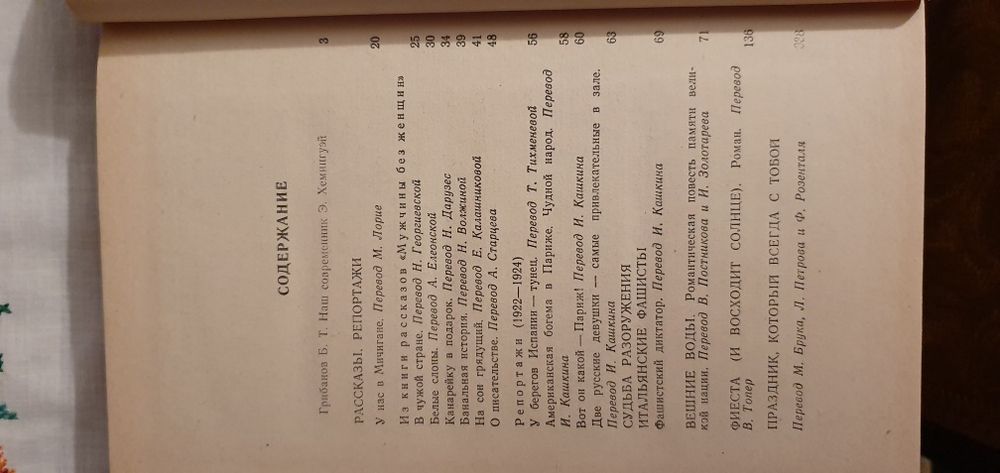 СОДЕРЖАНИЕ
Грибанов Б. Т. Наш современник Э. Хемингуэй 3
РАССКАЗЫ. РЕПОРТАЖИ
У нас в Мичигане. Перевод М. Лорие 20
Из книги рассказов «Мужчины без женщин»
В чужой стране. Перевод Н. Георгиевской 25
Белые слоны. Перевод А. Елеонской 30
Канарейку в подарок. Перевод Н. Дарузес 34
Банальная история. Перевод Н. Волжиной 39
На сон грядущий. Перевод Е. Калашниковой 41
О писательстве. Перевод А. Старцева 48
Репортажи (1922—1924)
У берегов Испании — тунец. Перевод Т. Тихменевой 56
Американская богема в Париже. Чудной народ. Перевод
И. Кашкина 58
Вот он какой — Париж! Перевод И. Кашкина 60
Две русские девушки — самые привлекательные в зале.
Перевод И. Кашкина 63
СУДЬБА РАЗОРУЖЕНИЯ
ИТАЛЬЯНСКИЕ ФАШИСТЫ
Фашистский диктатор. Перевод И. Кашкина 69
ВЕШНИЕ ВОДЫ. Романтическая повесть памяти вели-
кой нации. Перевод В. Постникова и И. Золотарева 71
ФИЕСТА (И ВОСХОДИТ СОЛНЦЕ). Роман. Перевод
В. Топер 136
ПРАЗДНИК, КОТОРЫЙ ВСЕГДА С ТОБОЙ
Перевод М. Брука, Л. Петрова и Ф. Розенталя 328